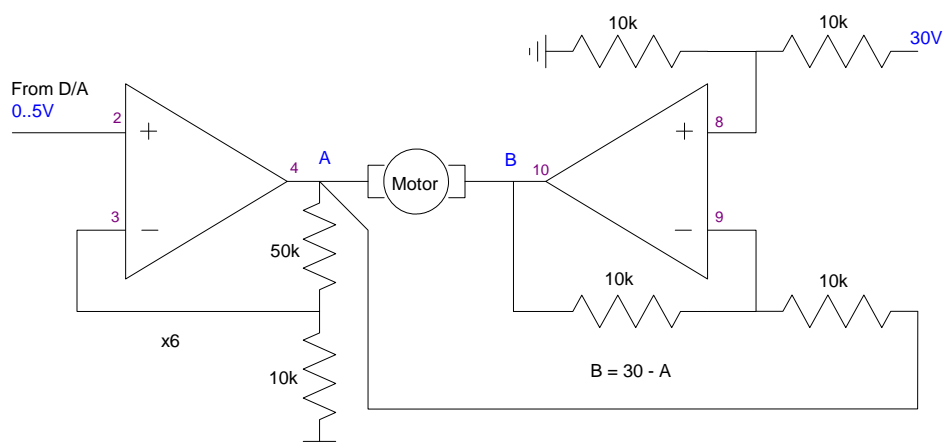 10k
10k
30V
From D/A
0..5V
2
+
8
+
4
A
B
10
Motor
3
−
9
−
50k
10k
10k
x6
10k
B = 30 - A